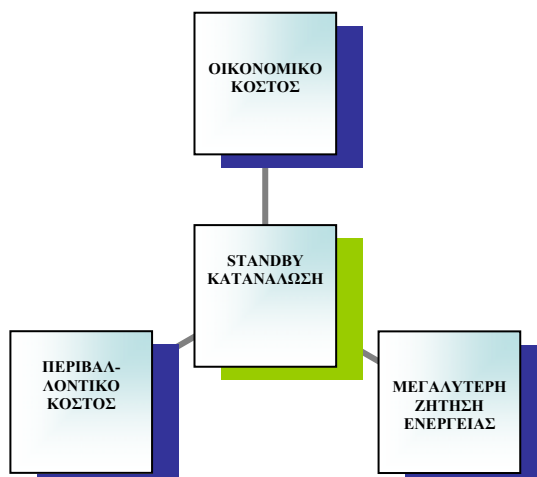 ΟΙΚΟΝΟΜΙΚΟ
ΚΟΣΤΟΣ
STANDBY
ΚΑΤΑΝΑΛΩΣΗ
ΠΕΡΙΒΑΛ-
ΛΟΝΤΙΚΟ
ΚΟΣΤΟΣ
ΜΕΓΑΛΥΤΕΡΗ
ΖΗΤΗΣΗ
ΕΝΕΡΓΕΙΑΣ